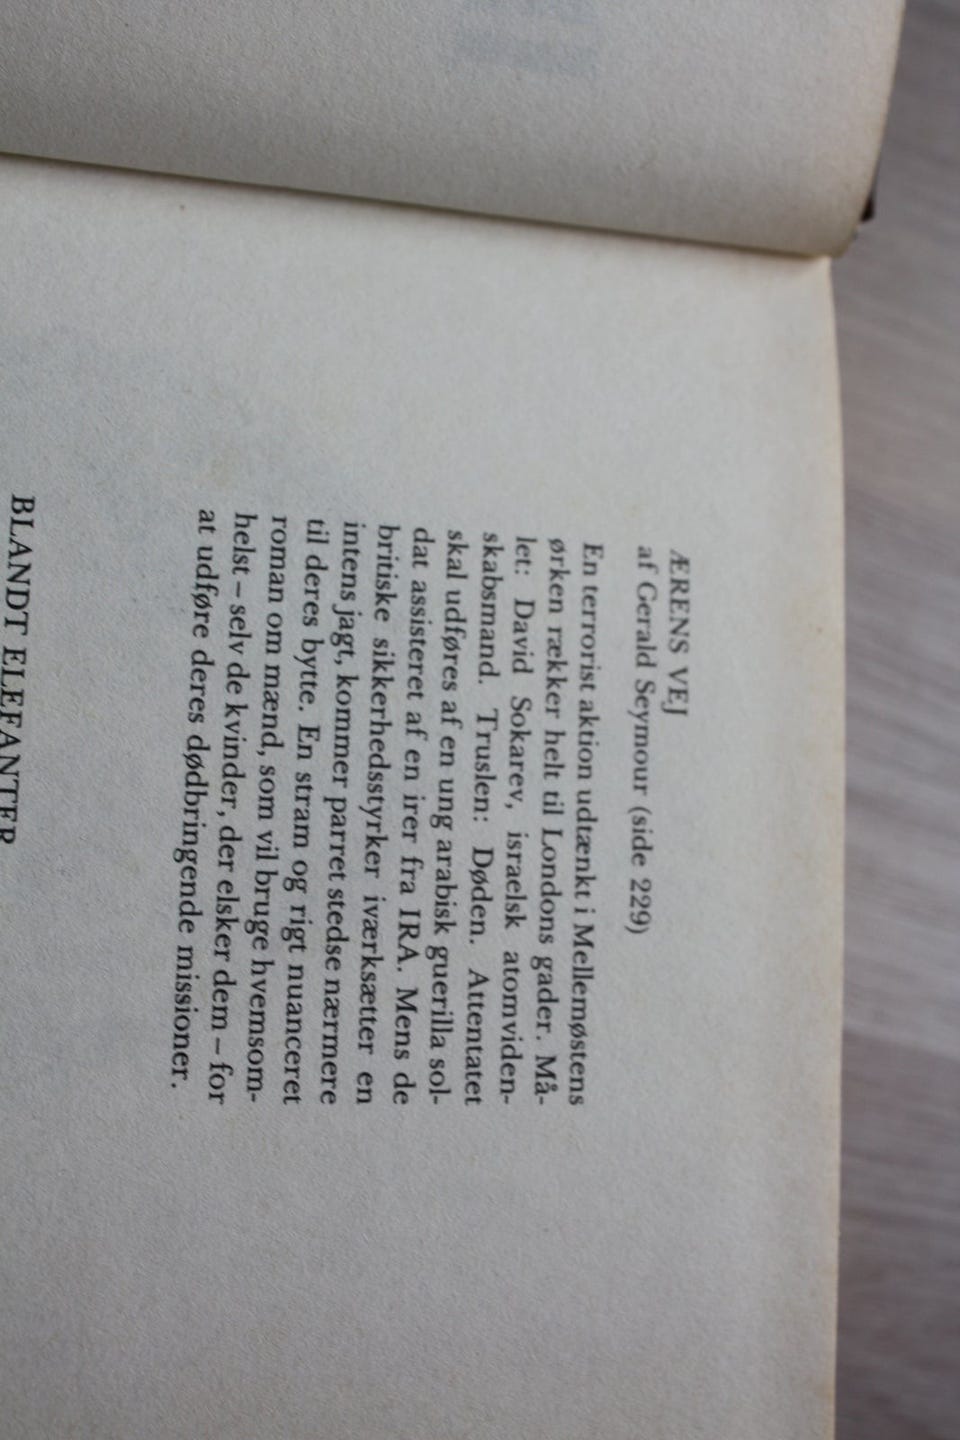 ÆRENS VEJ
af Gerald Seymour (side 229)
En terrorist aktion udtænkt i Mellemøstens
ørken rækker helt til Londons gader. Må-
let: David Sokarev, israelsk atomviden-
skabsmand. Truslen: Døden. Attentatet
skal udføres af en ung arabisk guerilla sol-
dat assisteret af en irer fra IRA. Mens de
britiske sikkerhedsstyrker iværksætter en
intens jagt, kommer parret stedse nærmere
til deres bytte. En stram og rigt nuanceret
roman om mænd, som vil bruge hvemsom-
helst – selv de kvinder, der elsker dem – for
at udføre deres dødbringende missioner.
BLANDT ELEFANTER